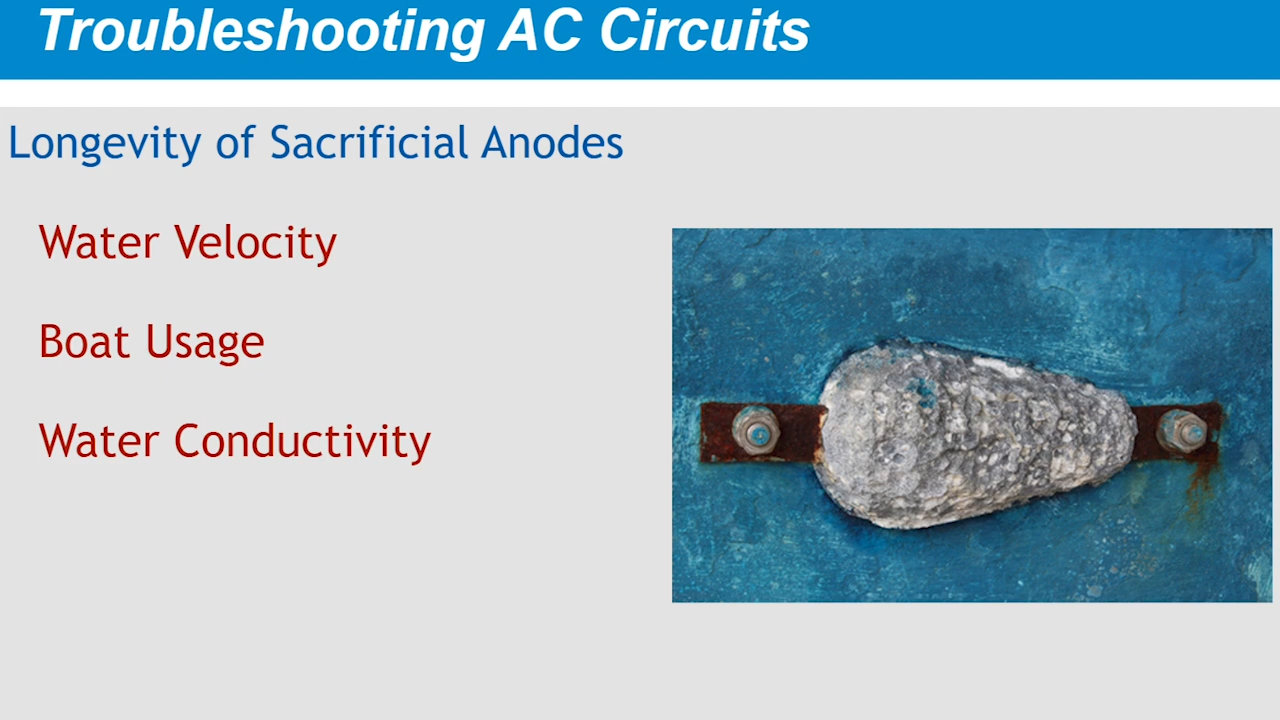 Troubleshooting AC Circuits
Longevity of Sacrificial Anodes
Water Velocity
Boat Usage
Water Conductivity